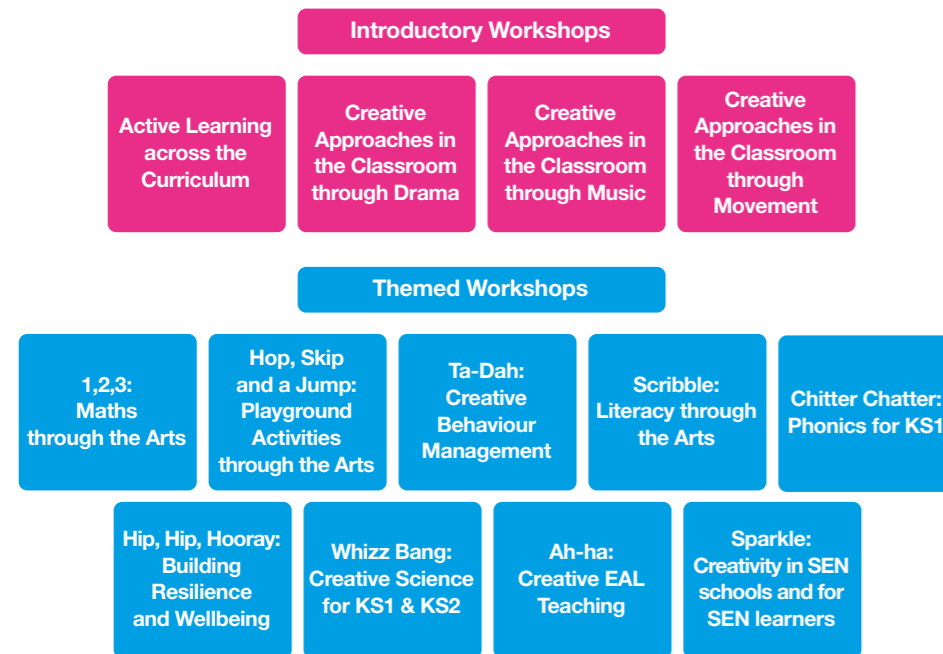 Introductory Workshops
Active Learning
across the
Curriculum
Creative
Approaches in
the Classroom
through Drama
Creative
Approaches in
the Classroom
through Music
Creative
Approaches in
the Classroom
through
Movement
Themed Workshops
1,2,3:
Maths
through the Arts
Hop, Skip
and a Jump:
Playground
Activities
through the Arts
Ta-Dah:
Creative
Behaviour
Management
Scribble:
Literacy through
the Arts
Chitter Chatter:
Phonics for KS1
Hip, Hip, Hooray:
Building
Resilience
and Wellbeing
Whizz Bang:
Creative Science
for KS1 & KS2
Ah-ha:
Creative EAL
Teaching
Sparkle:
Creativity in SEN
schools and for
SEN learners